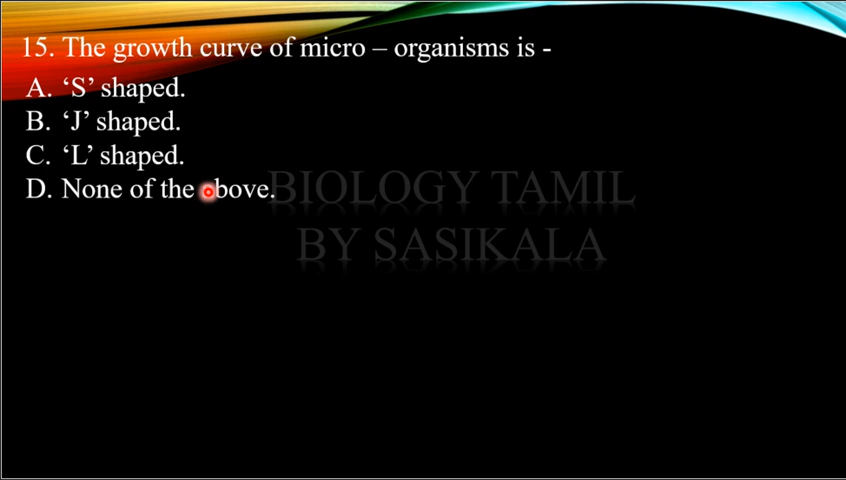 15. The growth curve of micro – organisms is -
A. ‘S’ shaped.
B. ‘J’ shaped.
C. ‘L’ shaped.
D. None of the above.
BIOLOGY TAMIL
BY SASIKALA